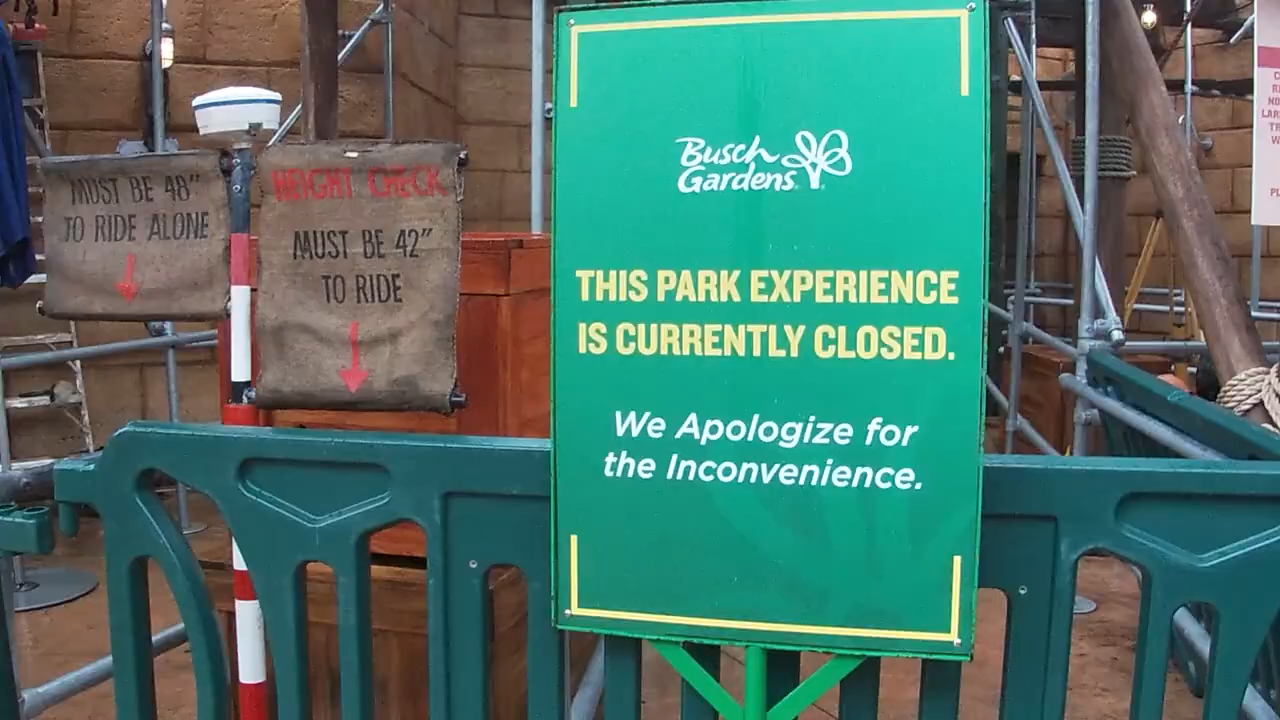 MUST BE 48"
TO RIDE ALONE
HEIGHT CHECK
MUST BE 42"
TO RIDE
Busch
Gardens
THIS PARK EXPERIENCE
IS CURRENTLY CLOSED.
We Apologize for
the Inconvenience.